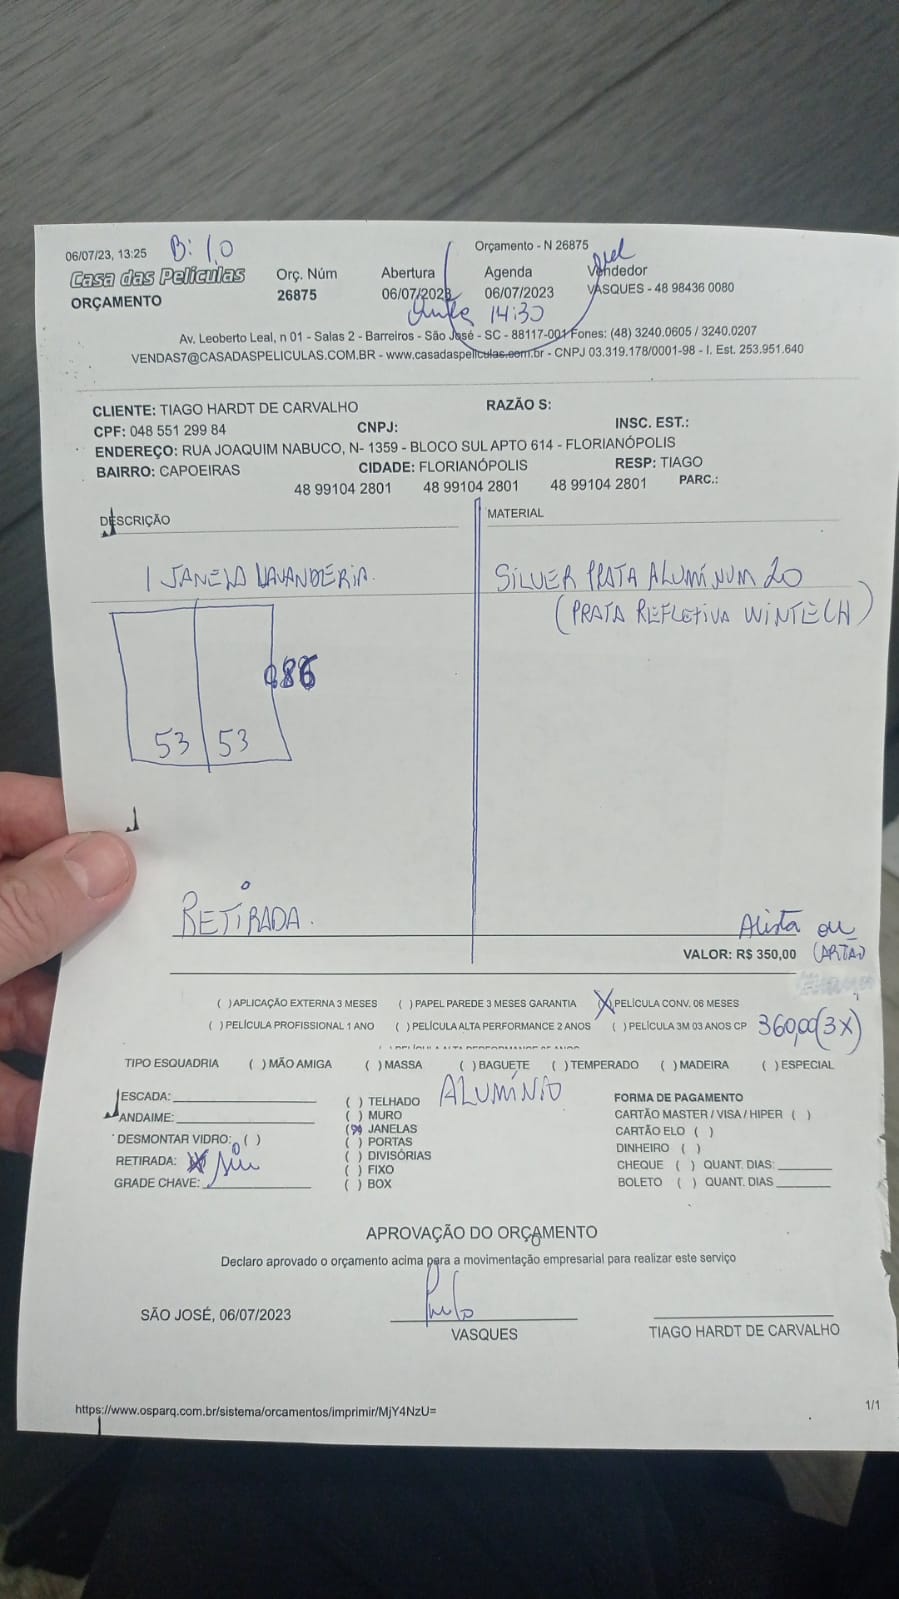 06/07/23, 13:25 B: 1,0 Orçamento - N 26875
Casa das Películas Orç. Núm Abertura Agenda Vendedor
ORÇAMENTO 26875 06/07/2023 06/07/2023 VASQUES - 48 98436 0080
14:30
Av. Leoberto Leal, n 01 - Salas 2 - Barreiros - São José - SC - 88117-001 Fones: (48) 3240.0605 / 3240.0207
VENDAS7@CASADASPELICULAS.COM.BR - www.casadaspeliculas.com.br - CNPJ 03.319.178/0001-98 - I. Est. 253.951.640
CLIENTE: TIAGO HARDT DE CARVALHO RAZÃO S:
CPF: 048 551 299 84 CNPJ: INSC. EST.:
ENDEREÇO: RUA JOAQUIM NABUCO, N- 1359 - BLOCO SUL APTO 614 - FLORIANÓPOLIS
BAIRRO: CAPOEIRAS CIDADE: FLORIANÓPOLIS RESP: TIAGO
48 99104 2801 48 99104 2801 48 99104 2801 PARC.:
DESCRIÇÃO MATERIAL
1 JANELA LAVANDERIA. SILVER PRATA ALUMÍNUM 20
(PRATA REFLETIVA WINTECH)
53 53
RETIRADA.
Avista ou
VALOR: R$ 350,00 CARTÃO
( )APLICAÇÃO EXTERNA 3 MESES ( ) PAPEL PAREDE 3 MESES GARANTIA (X)PELÍCULA CONV. 06 MESES
( )PELÍCULA PROFISSIONAL 1 ANO ( )PELÍCULA ALTA PERFORMANCE 2 ANOS ( )PELÍCULA 3M 03 ANOS CP 360,00(3X)
TIPO ESQUADRIA ( )MÃO AMIGA ( )MASSA ( )BAGUETE ( )TEMPERADO ( )MADEIRA ( )ESPECIAL
ALUMÍNIO
ESCADA: ( ) TELHADO FORMA DE PAGAMENTO
ANDAIME: ( ) MURO CARTÃO MASTER / VISA / HIPER ( )
DESMONTAR VIDRO: ( ) (X) JANELAS CARTÃO ELO ( )
RETIRADA: Sim ( ) PORTAS DINHEIRO ( )
GRADE CHAVE: ( ) DIVISÓRIAS CHEQUE ( ) QUANT. DIAS:
( ) FIXO BOLETO ( ) QUANT. DIAS
( ) BOX
APROVAÇÃO DO ORÇAMENTO
Declaro aprovado o orçamento acima para a movimentação empresarial para realizar este serviço
SÃO JOSÉ, 06/07/2023
VASQUES TIAGO HARDT DE CARVALHO
https://www.osparq.com.br/sistema/orcamentos/imprimir/MjY4NzU= 1/1